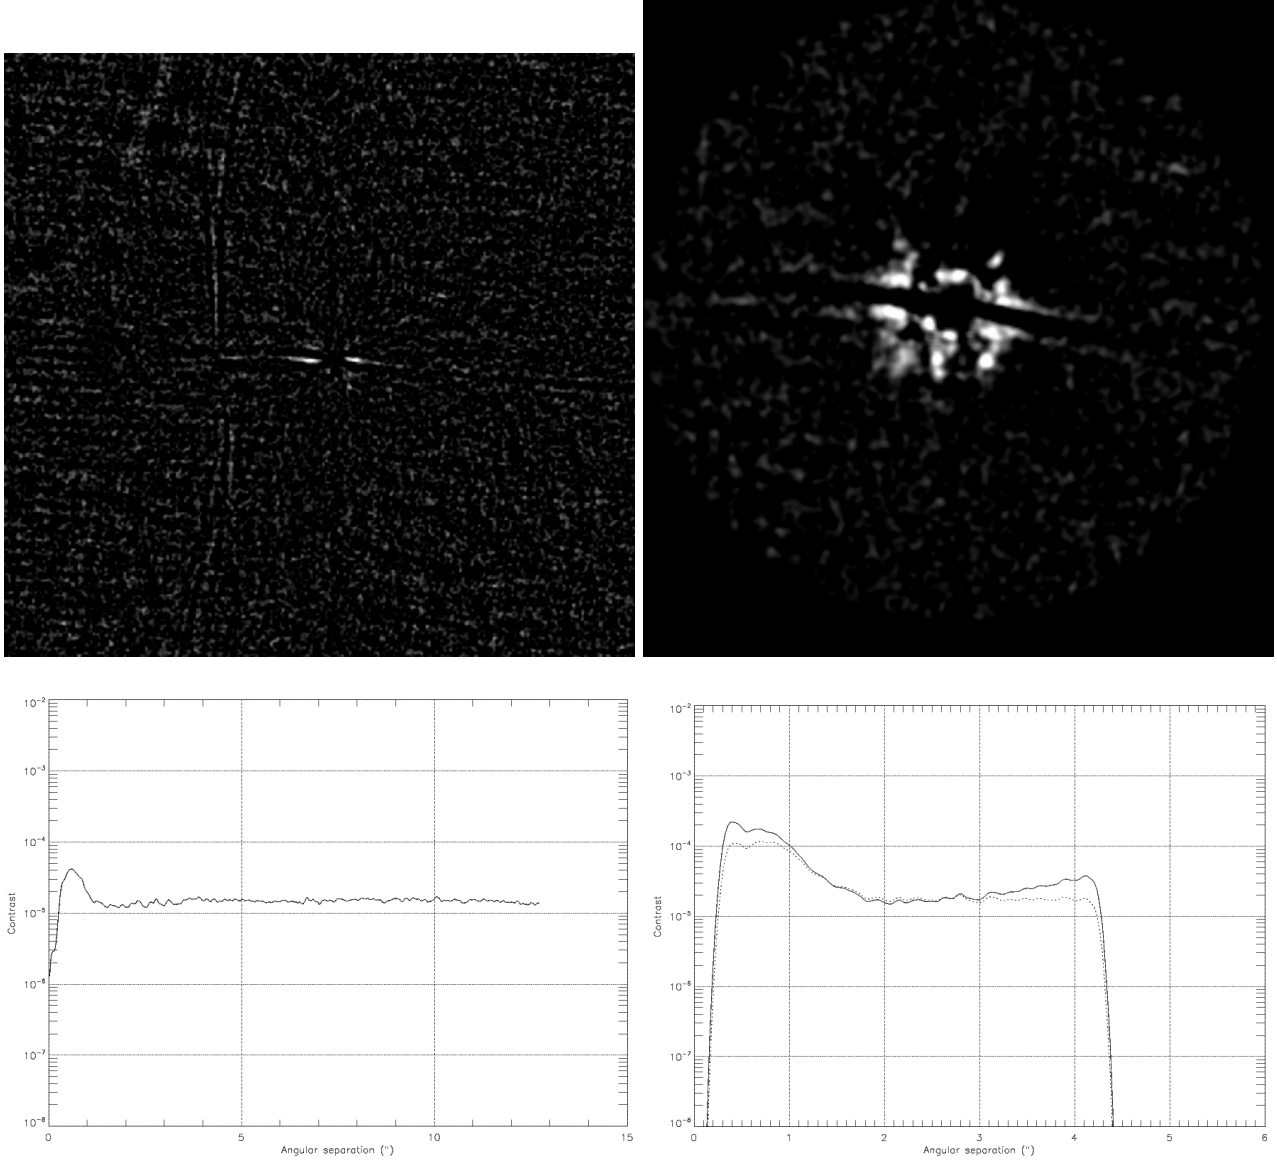 10⁻²
10⁻³
10⁻⁴
10⁻⁵
10⁻⁶
10⁻⁷
10⁻⁸
Contrast
0 5 10 15
Angular separation (")
10⁻²
10⁻³
10⁻⁴
10⁻⁵
10⁻⁶
10⁻⁷
10⁻⁸
Contrast
0 1 2 3 4 5 6
Angular separation (")